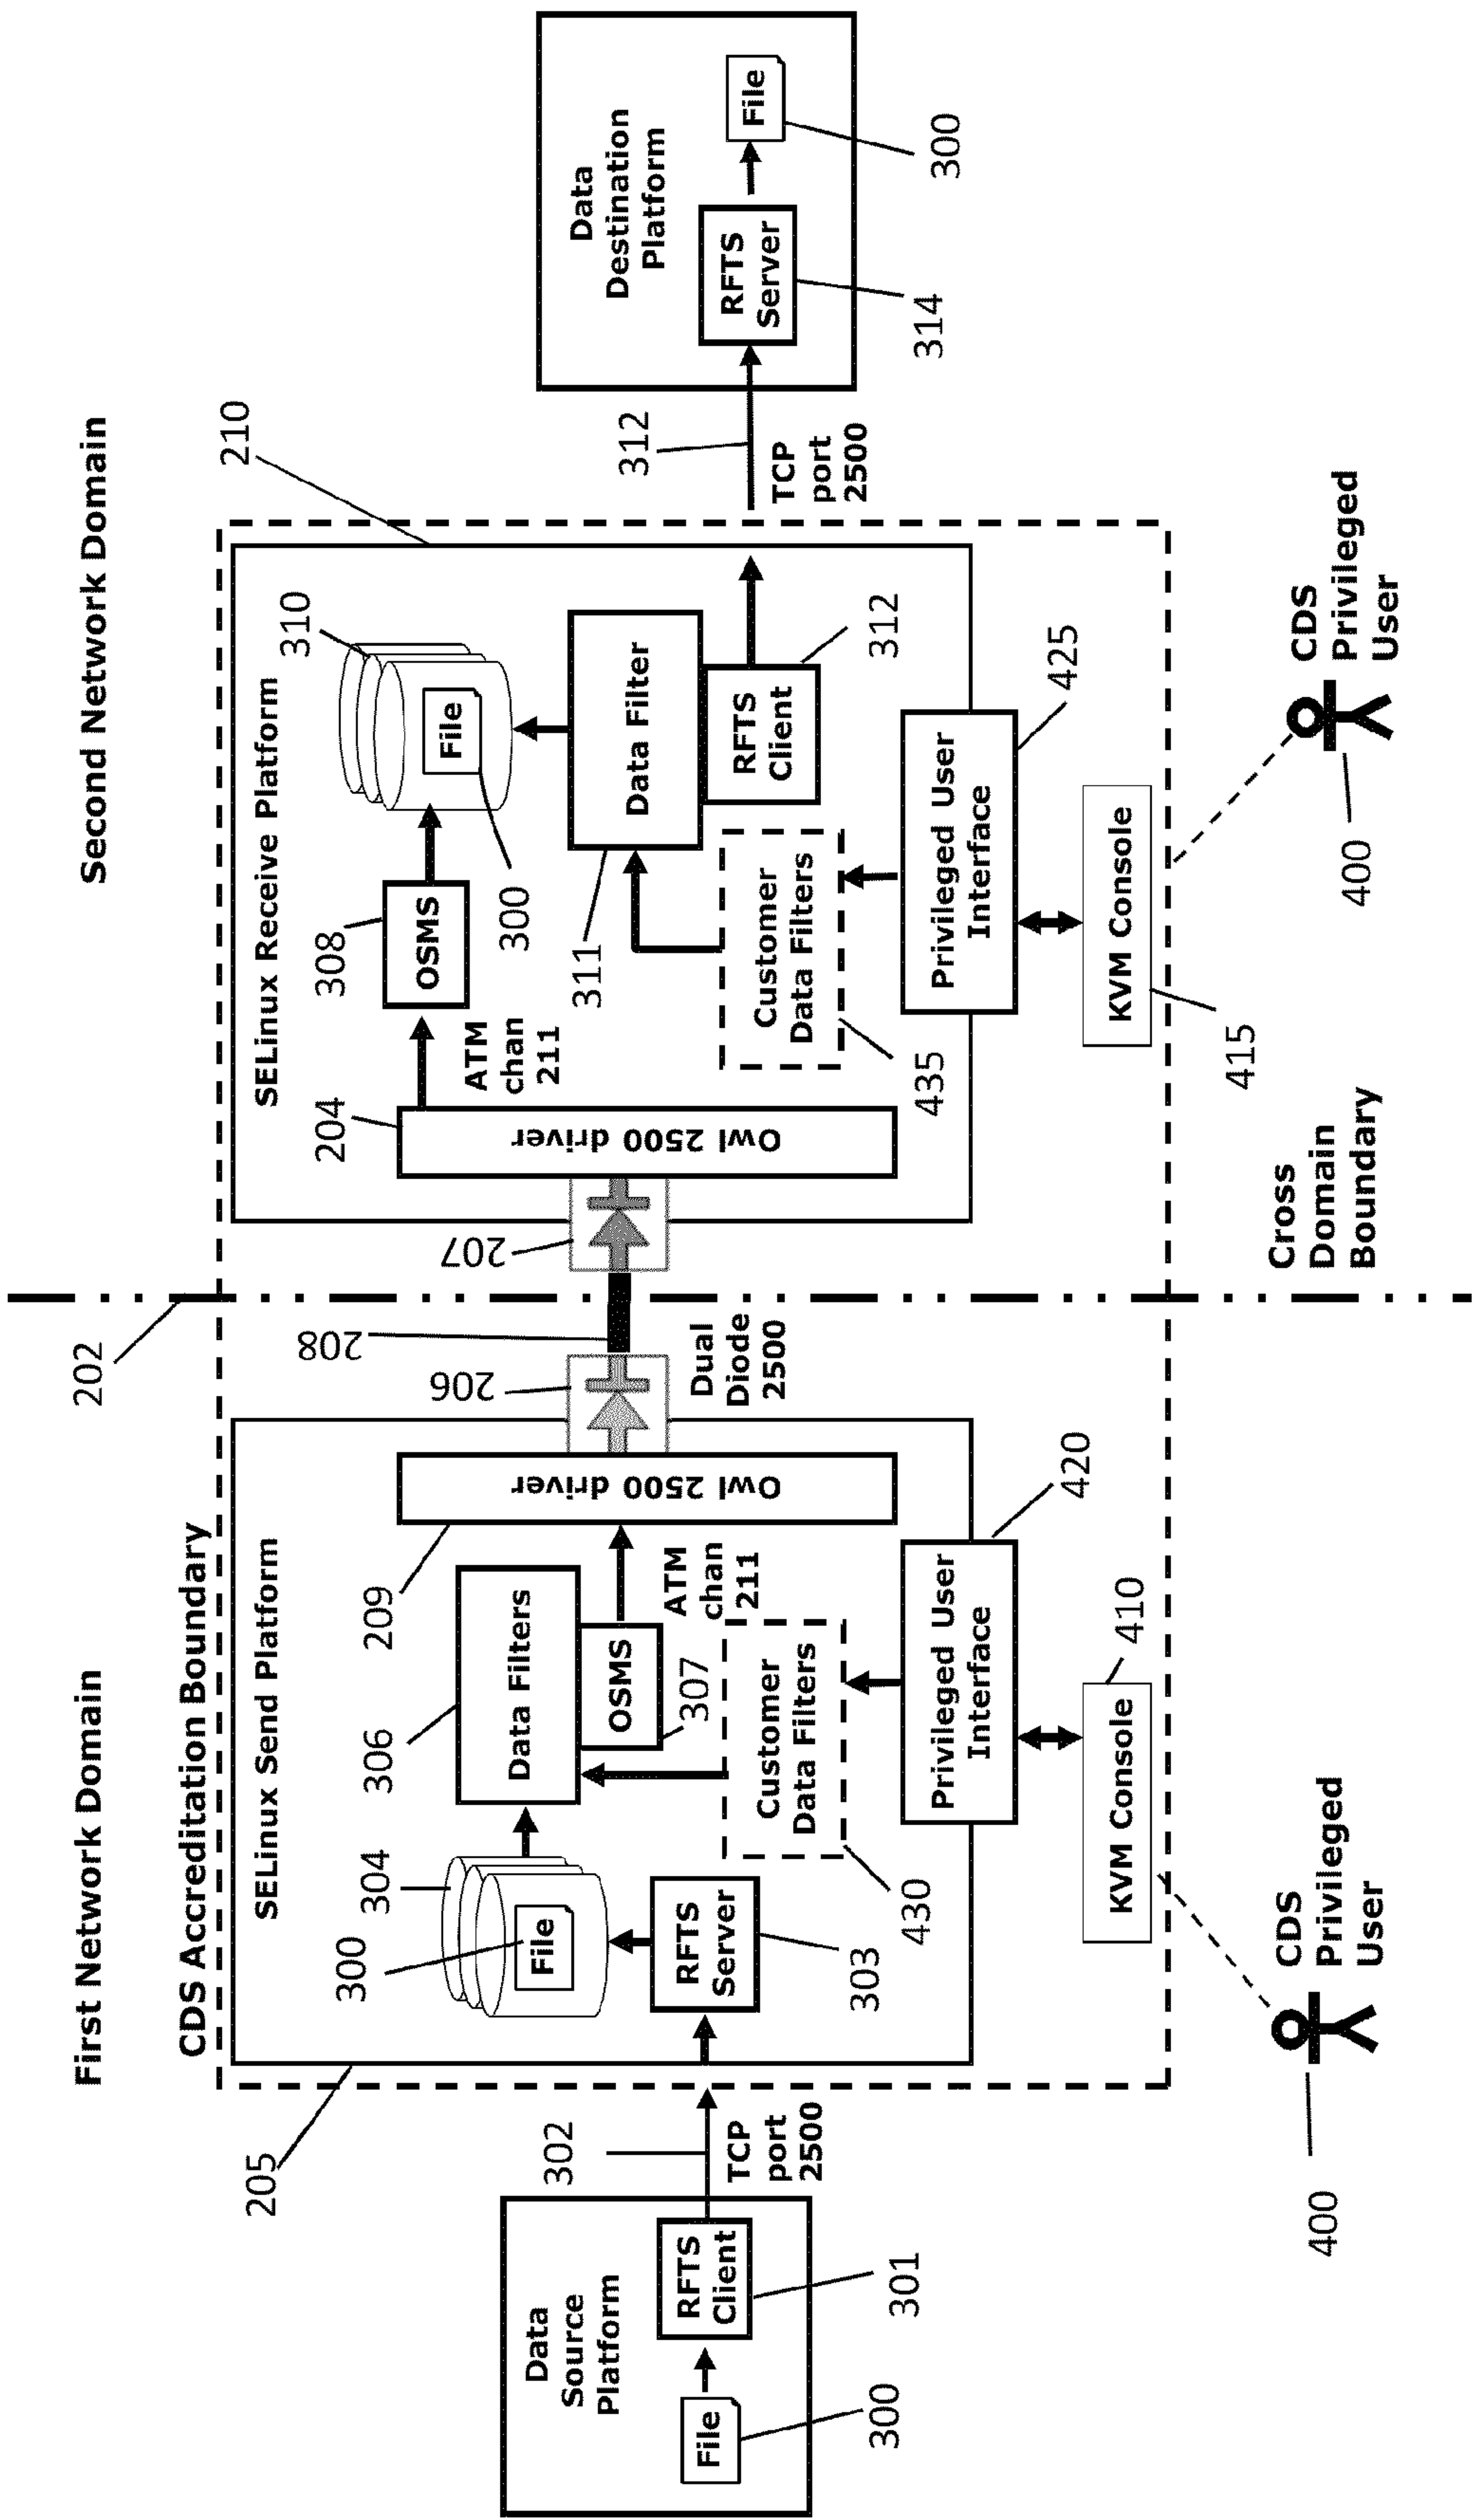 First Network Domain
Second Network Domain
202
CDS Accreditation Boundary
205
210
SELinux Send Platform
SELinux Receive Platform
Data
Source
Platform
File
300
RFTS
Client
301
302
TCP
port
2500
304
300
File
RFTS
Server
303
306
Data Filters
OSMS
307
209
ATM
chan
211
Owl 2500 driver
Customer
Data Filters
430
Privileged User
Interface
420
KVM Console
410
CDS
Privileged
User
400
206
208
Dual
Diode
2500
207
204
Owl 2500 driver
ATM
chan
211
308
OSMS
310
File
300
311
Data Filter
RFTS
Client
312
Customer
Data Filters
435
Privileged User
Interface
425
KVM Console
415
Cross
Domain
Boundary
CDS
Privileged
User
400
312
TCP
port
2500
Data
Destination
Platform
RFTS
Server
314
File
300